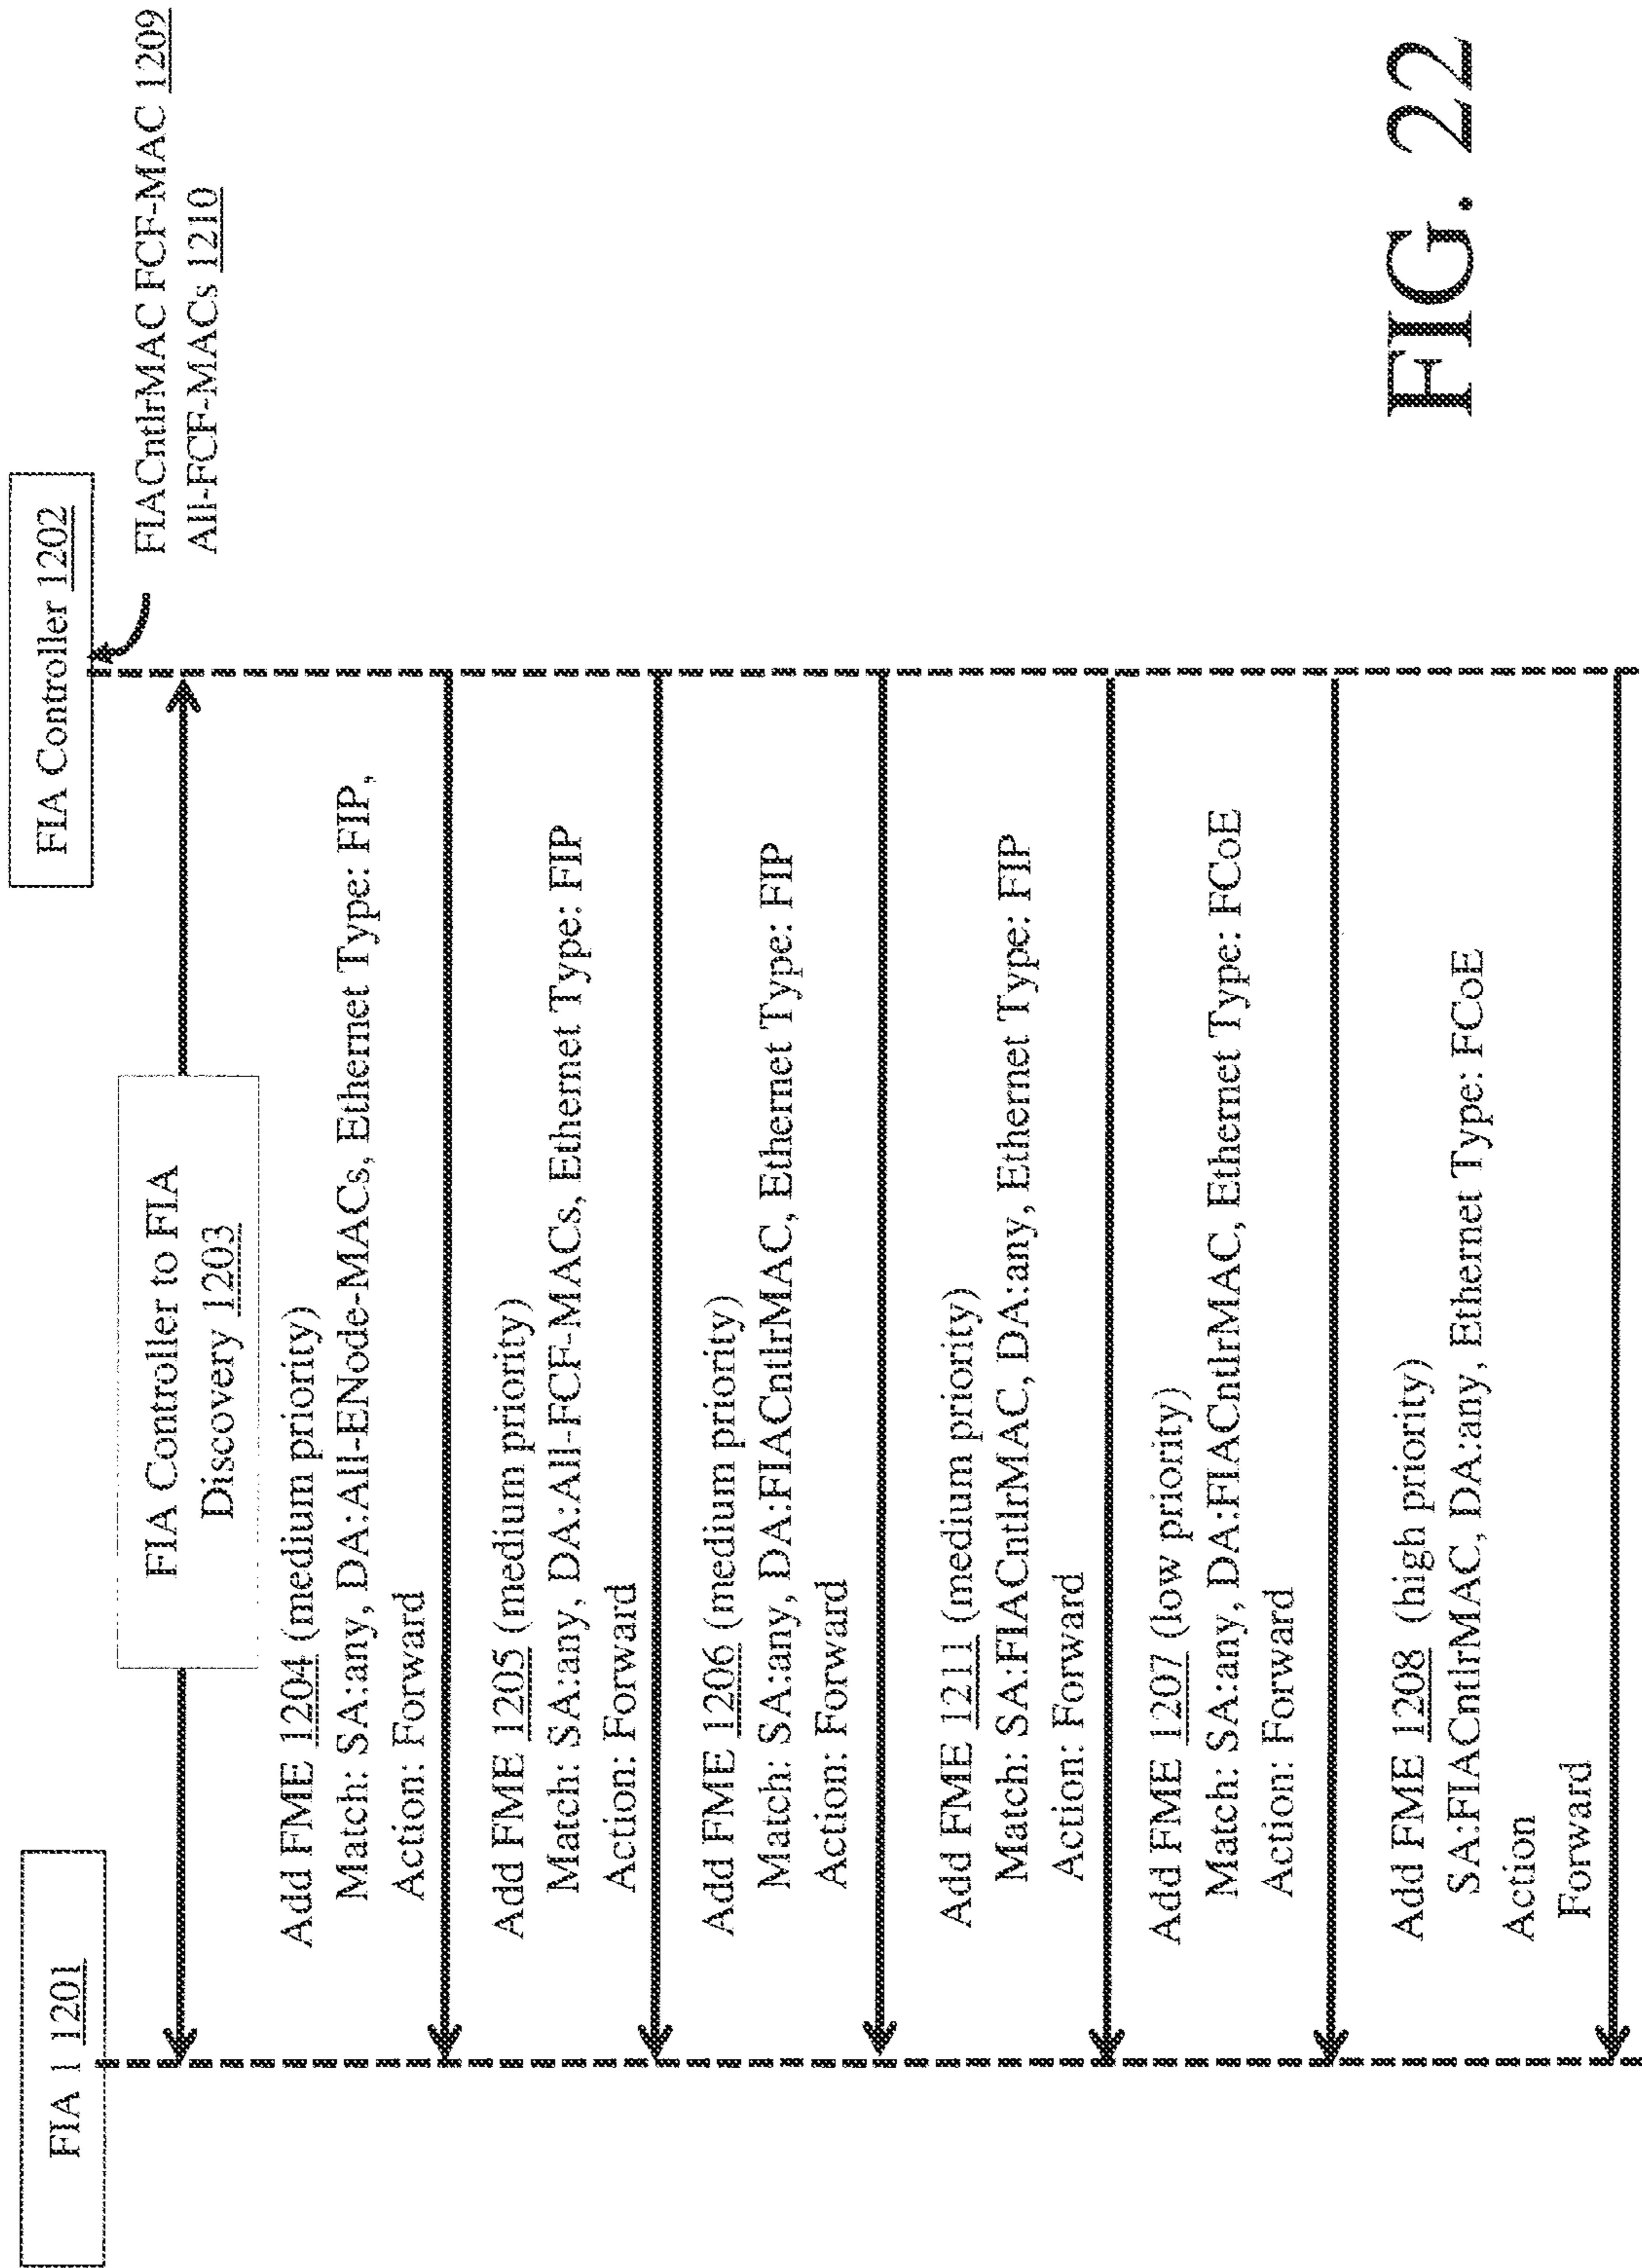 FIA 1 1201
FIA Controller 1202
FIACntlrMAC FCF-MAC 1209
All-FCF-MACs 1210
FIA Controller to FIA
Discovery 1203
Add FME 1204 (medium priority)
Match: SA:any, DA:All-ENode-MACs, Ethernet Type: FIP,
Action: Forward
Add FME 1205 (medium priority)
Match: SA:any, DA:All-FCF-MACs, Ethernet Type: FIP
Action: Forward
Add FME 1206 (medium priority)
Match: SA:any, DA:FIACntlrMAC, Ethernet Type: FIP
Action: Forward
Add FME 1211 (medium priority)
Match: SA:FIACntlrMAC, DA:any, Ethernet Type: FIP
Action: Forward
Add FME 1207 (low priority)
Match: SA:any, DA:FIACntlrMAC, Ethernet Type: FCoE
Action: Forward
Add FME 1208 (high priority)
SA:FIACntlrMAC, DA:any, Ethernet Type: FCoE
Action
Forward
FIG. 22